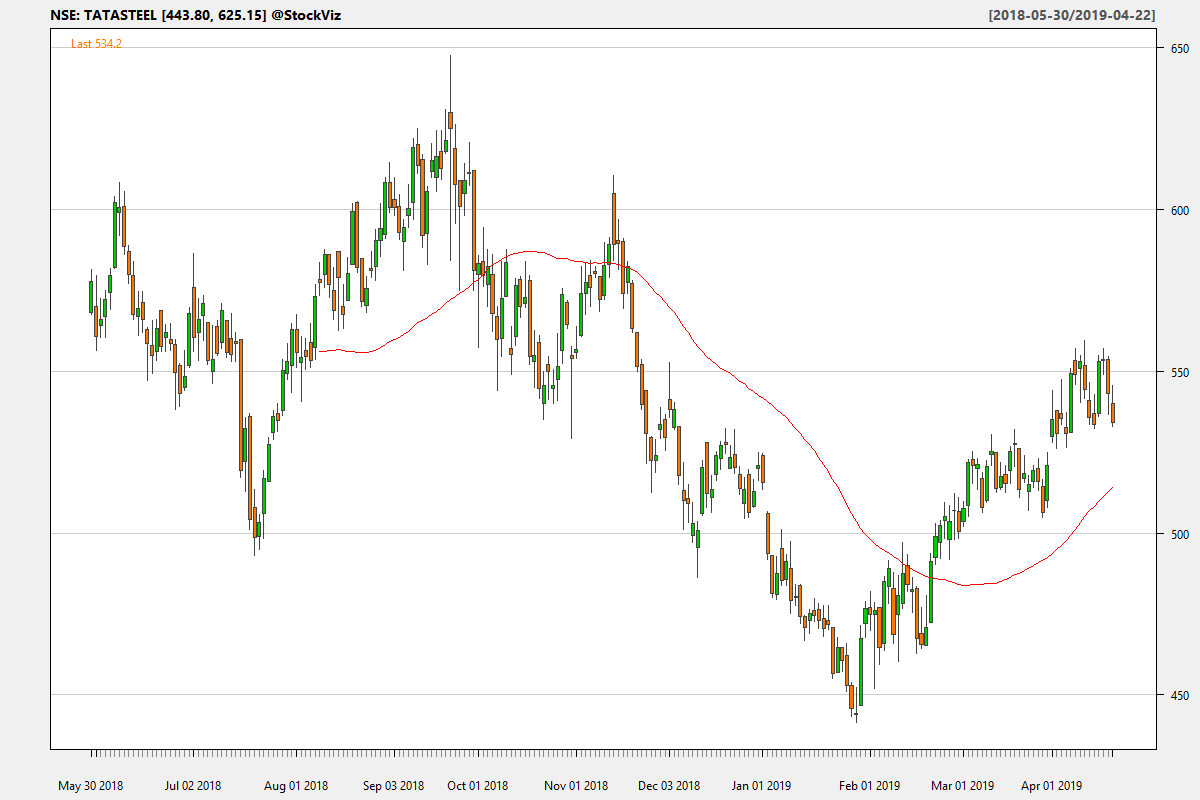 NSE: TATASTEEL [443.80, 625.15] @StockViz
[2018-05-30/2019-04-22]
Last 534.2
650
600
550
500
450
May 30 2018
Jul 02 2018
Aug 01 2018
Sep 03 2018
Oct 01 2018
Nov 01 2018
Dec 03 2018
Jan 01 2019
Feb 01 2019
Mar 01 2019
Apr 01 2019